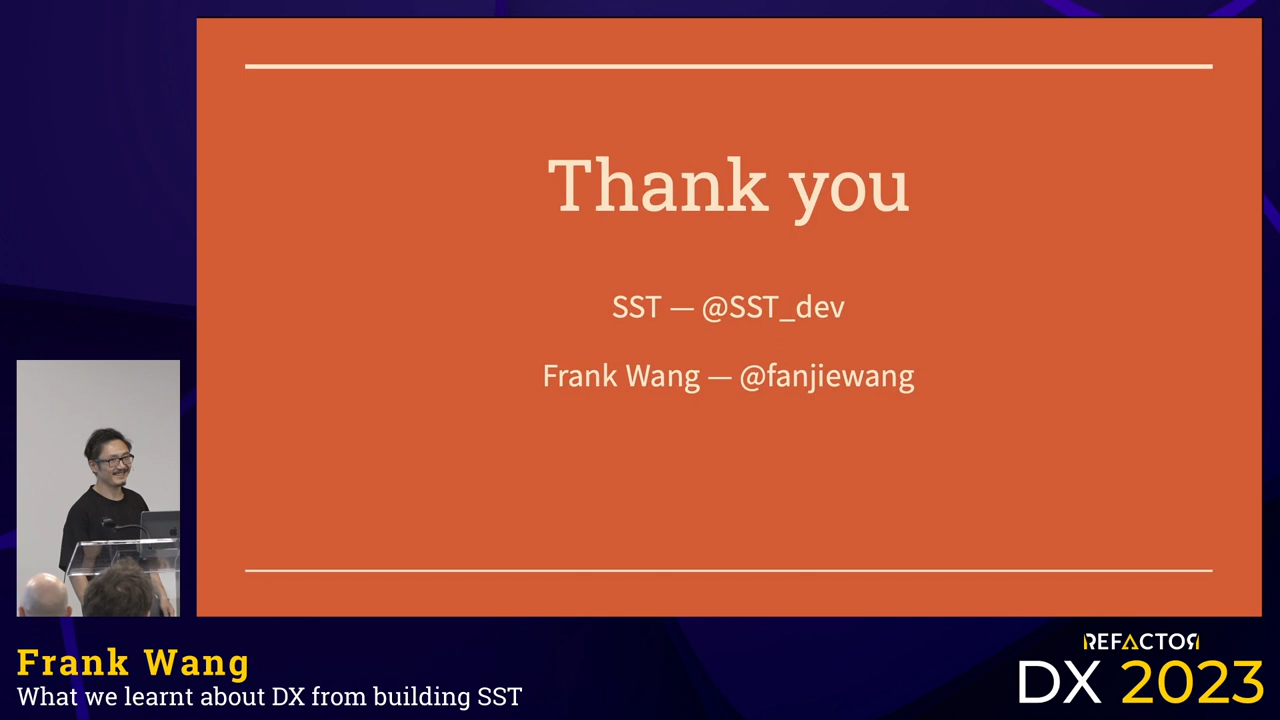 Thank you
SST — @SST_dev
Frank Wang — @fanjiewang
Frank Wang
What we learnt about DX from building SST
REFACTOR
DX 2023